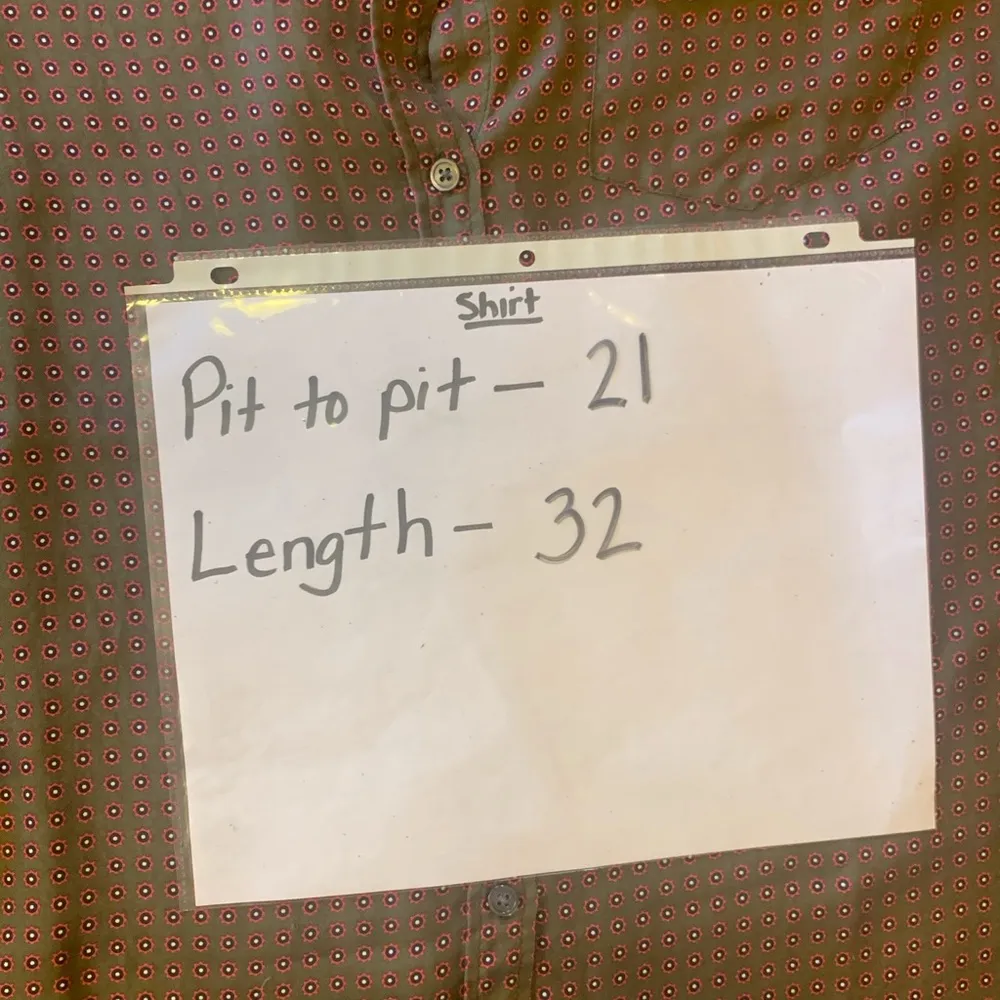 Shirt
Pit to pit – 21
Length – 32